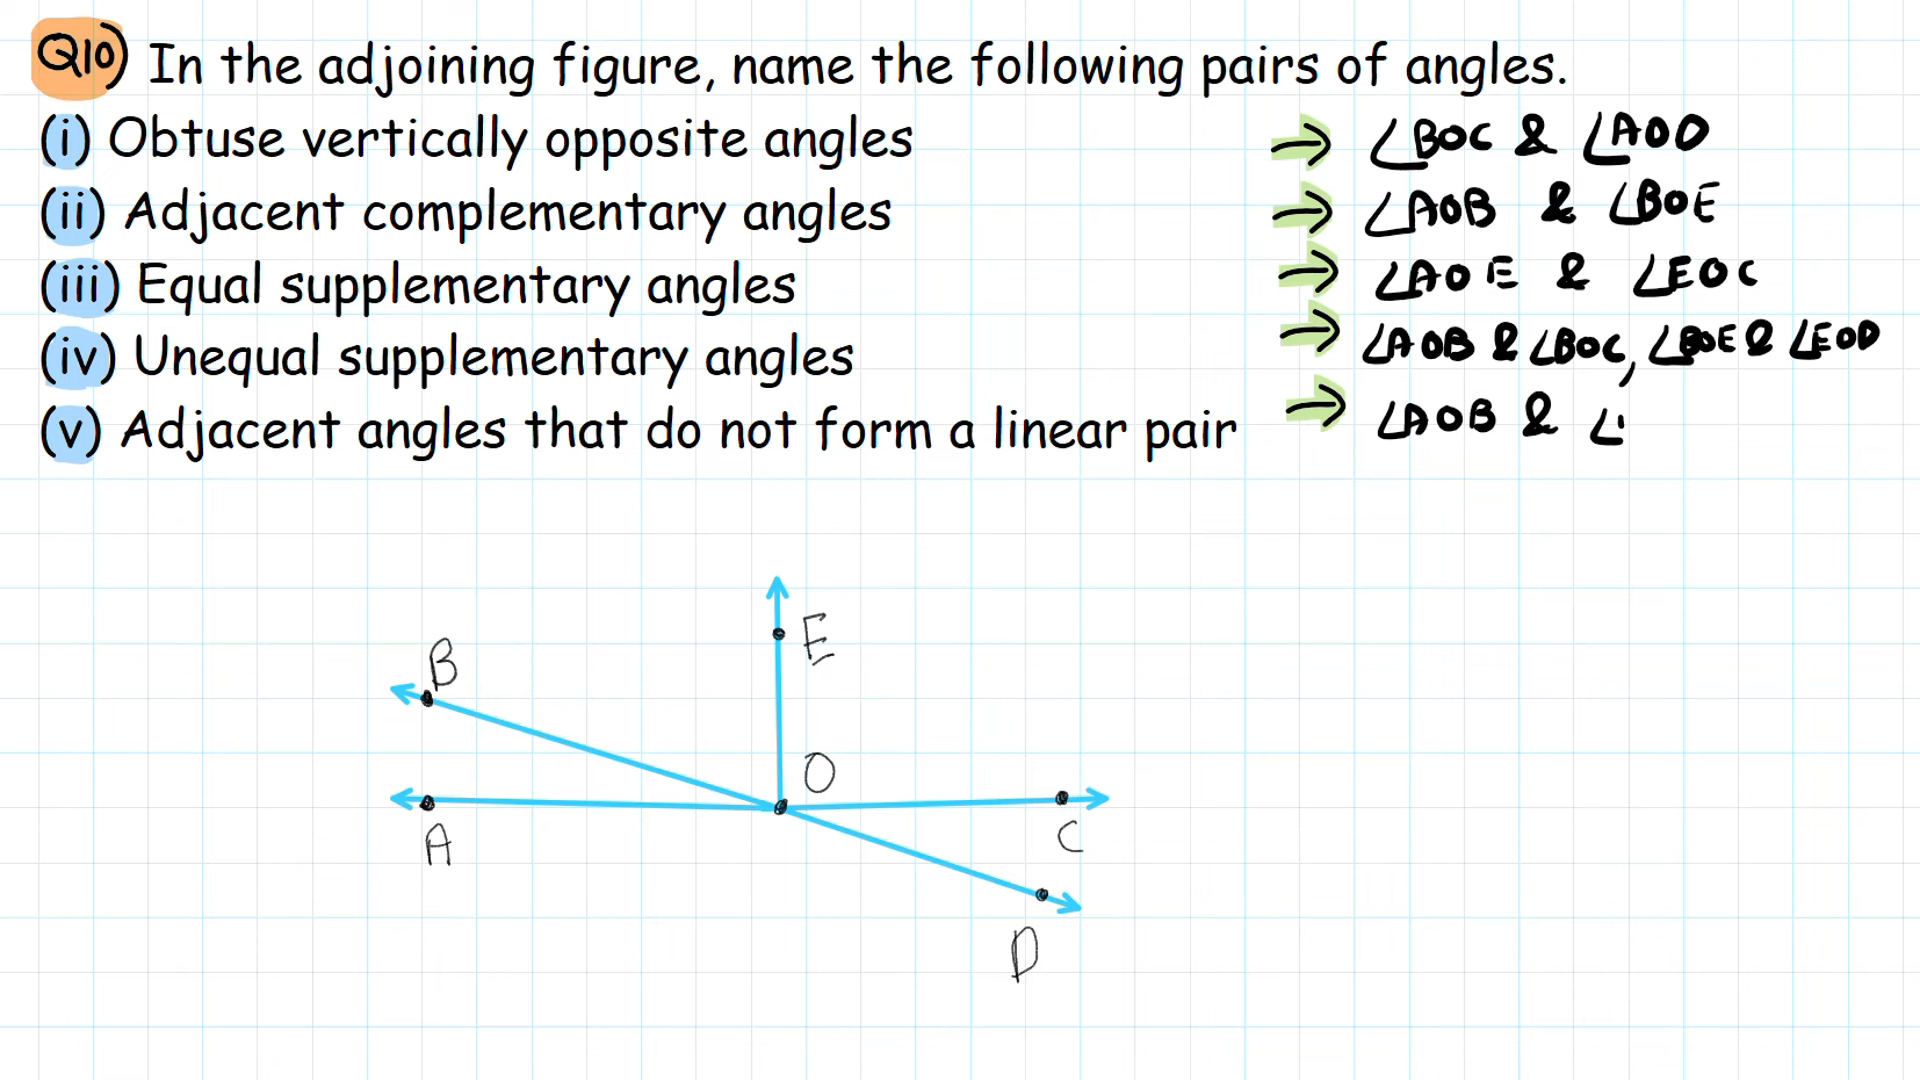 Q10) In the adjoining figure, name the following pairs of angles.
(i) Obtuse vertically opposite angles ⇒ ∠BOC & ∠AOD
(ii) Adjacent complementary angles ⇒ ∠AOB & ∠BOE
(iii) Equal supplementary angles ⇒ ∠AOE & ∠EOC
(iv) Unequal supplementary angles ⇒ ∠AOB & ∠BOC, ∠BOE & ∠EOD
(v) Adjacent angles that do not form a linear pair ⇒ ∠AOB & ∠
E
B
O
A
C
D